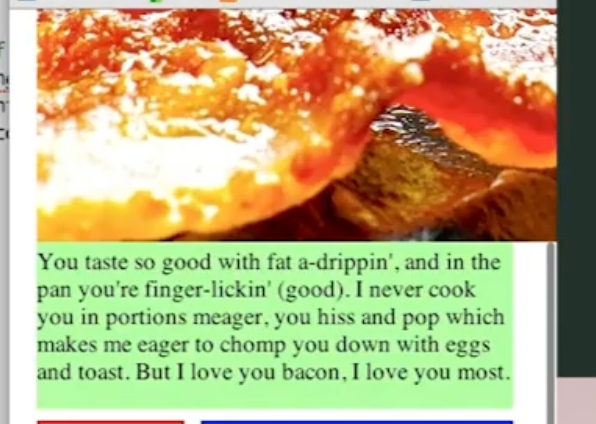 You taste so good with fat a-drippin', and in the
pan you're finger-lickin' (good). I never cook
you in portions meager, you hiss and pop which
makes me eager to chomp you down with eggs
and toast. But I love you bacon, I love you most.